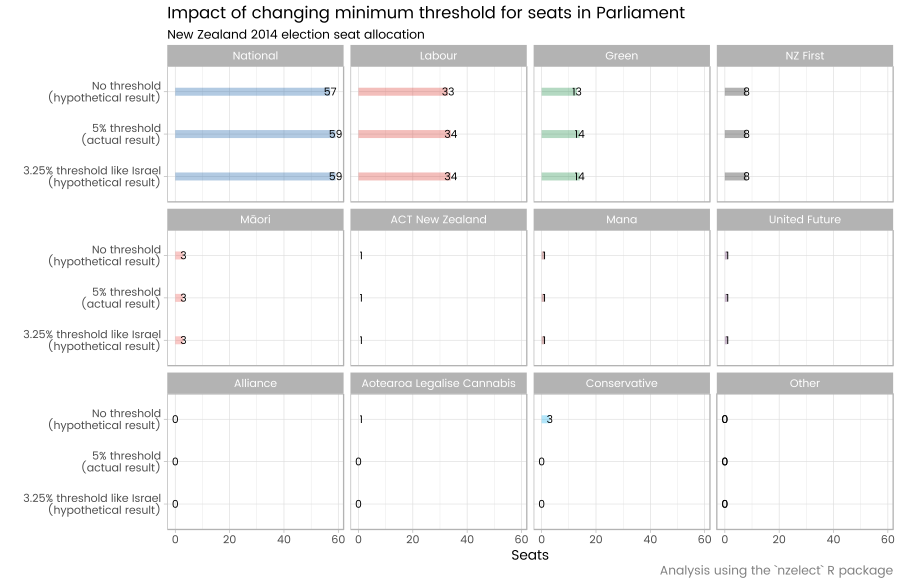 Impact of changing minimum threshold for seats in Parliament
New Zealand 2014 election seat allocation
National Labour Green NZ First
No threshold
(hypothetical result)
57 33 13 8
5% threshold
(actual result)
59 34 14 8
3.25% threshold like Israel
(hypothetical result)
59 34 14 8
Māori ACT New Zealand Mana United Future
No threshold
(hypothetical result)
3 1 1 1
5% threshold
(actual result)
3 1 1 1
3.25% threshold like Israel
(hypothetical result)
3 1 1 1
Alliance Aotearoa Legalise Cannabis Conservative Other
No threshold
(hypothetical result)
0 1 3 0
5% threshold
(actual result)
0 0 0 0
3.25% threshold like Israel
(hypothetical result)
0 0 0 0
0 20 40 60 0 20 40 60 0 20 40 60 0 20 40 60
Seats
Analysis using the `nzelect` R package